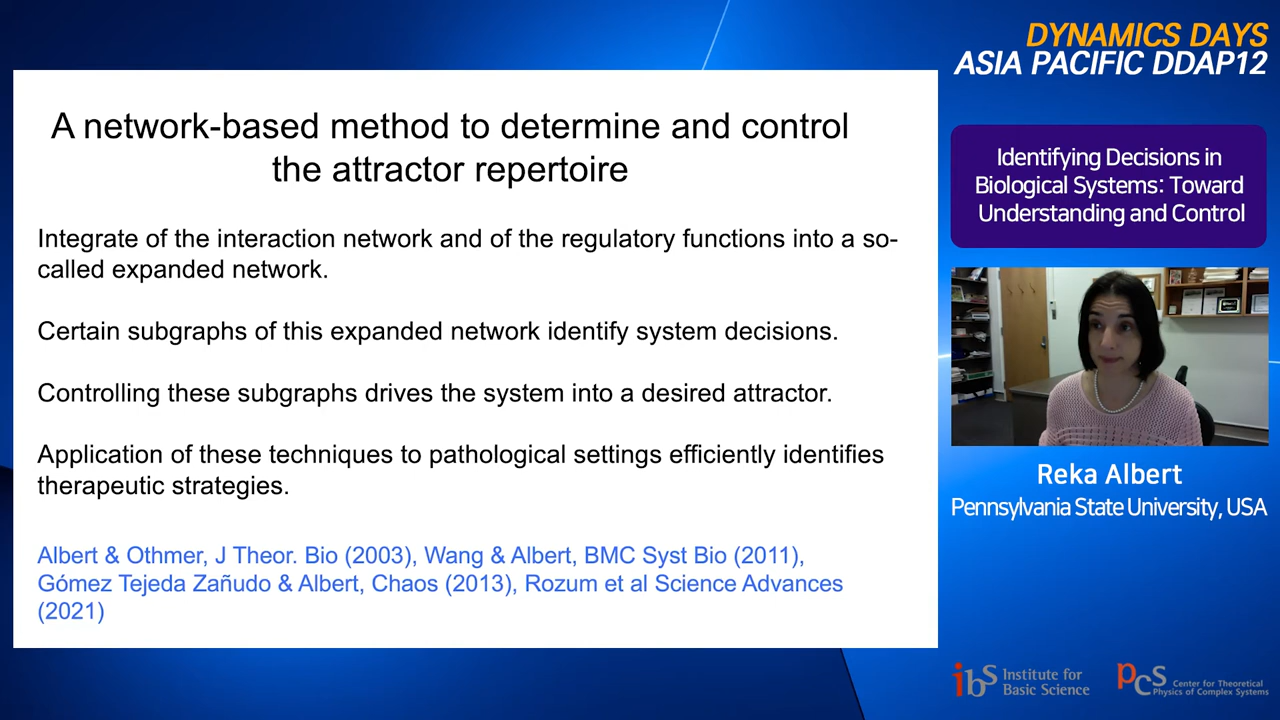 DYNAMICS DAYS
ASIA PACIFIC DDAP12
A network-based method to determine and control
the attractor repertoire
Integrate of the interaction network and of the regulatory functions into a so-
called expanded network.
Certain subgraphs of this expanded network identify system decisions.
Controlling these subgraphs drives the system into a desired attractor.
Application of these techniques to pathological settings efficiently identifies
therapeutic strategies.
Albert & Othmer, J Theor. Bio (2003), Wang & Albert, BMC Syst Bio (2011),
Gómez Tejeda Zañudo & Albert, Chaos (2013), Rozum et al Science Advances
(2021)
Identifying Decisions in
Biological Systems: Toward
Understanding and Control
Reka Albert
Pennsylvania State University, USA
ibs Institute for
Basic Science
pcs Center for Theoretical
Physics of Complex Systems